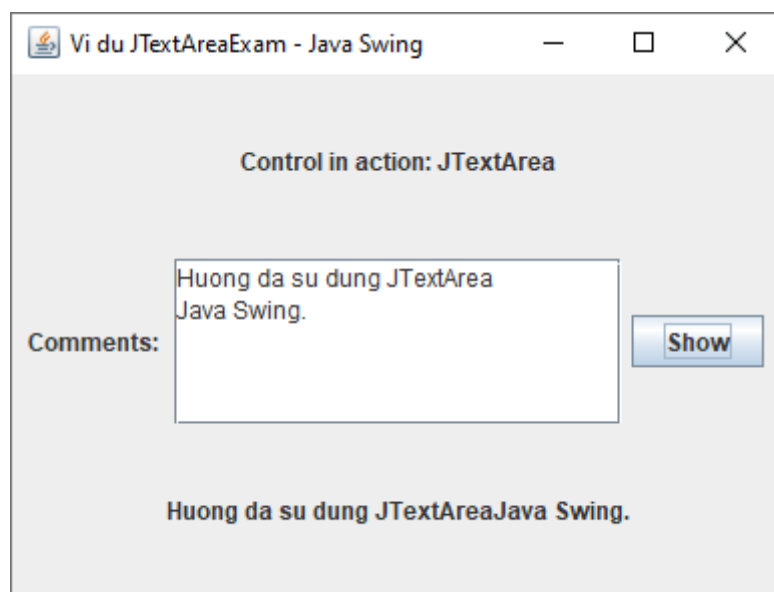 Vi du JTextAreaExam - Java Swing
Control in action: JTextArea
Huong da su dung JTextArea
Java Swing.
Comments:
Show
Huong da su dung JTextAreaJava Swing.